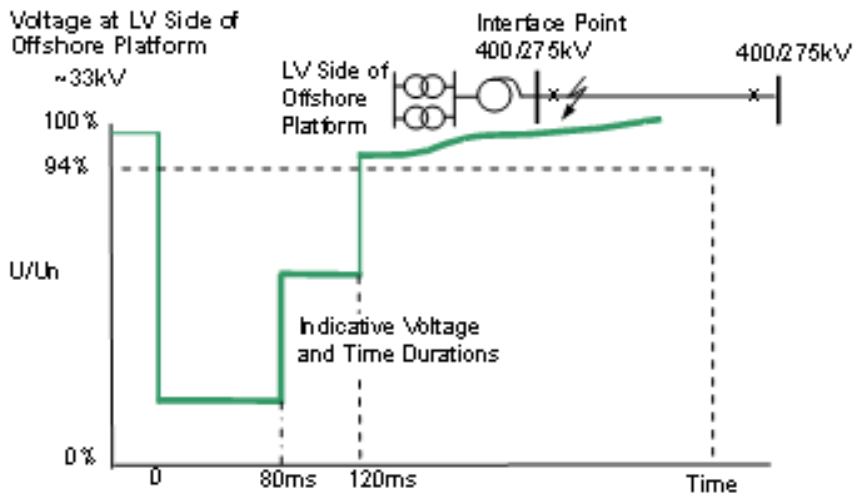 Voltage at LV Side of
Offshore Platform
~33kV
Interface Point
400/275kV
400/275kV
LV Side of
Offshore
Platform
100%
94%
U/Un
Indicative Voltage
and Time Durations
0%
0
80ms
120ms
Time